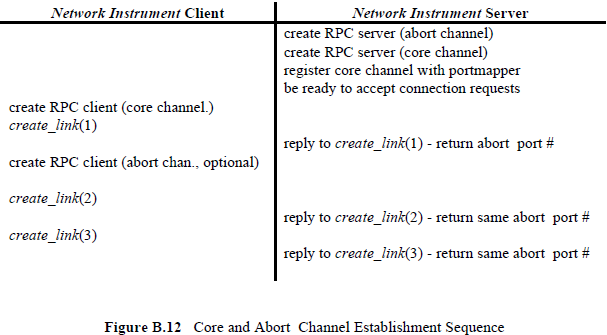 Network Instrument Client
Network Instrument Server
create RPC server (abort channel)
create RPC server (core channel)
register core channel with portmapper
be ready to accept connection requests
create RPC client (core channel.)
create_link(1)
reply to create_link(1) - return abort port #
create RPC client (abort chan., optional)
create_link(2)
reply to create_link(2) - return same abort port #
create_link(3)
reply to create_link(3) - return same abort port #
Figure B.12 Core and Abort Channel Establishment Sequence